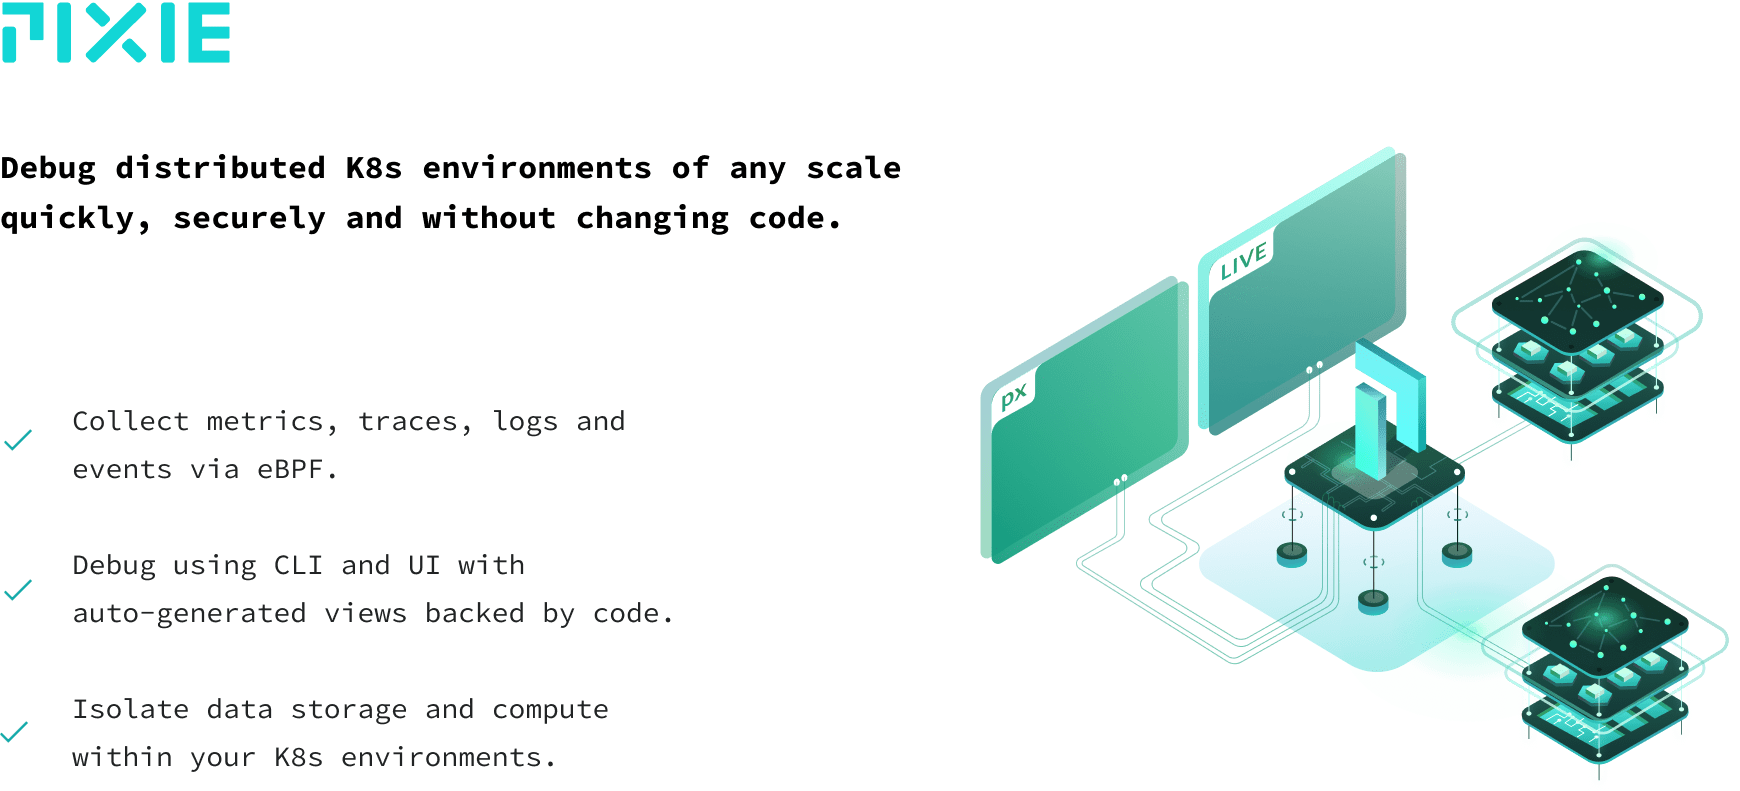 PIXIE
Debug distributed K8s environments of any scale
quickly, securely and without changing code.
Collect metrics, traces, logs and
events via eBPF.
Debug using CLI and UI with
auto-generated views backed by code.
Isolate data storage and compute
within your K8s environments.
LIVE
px